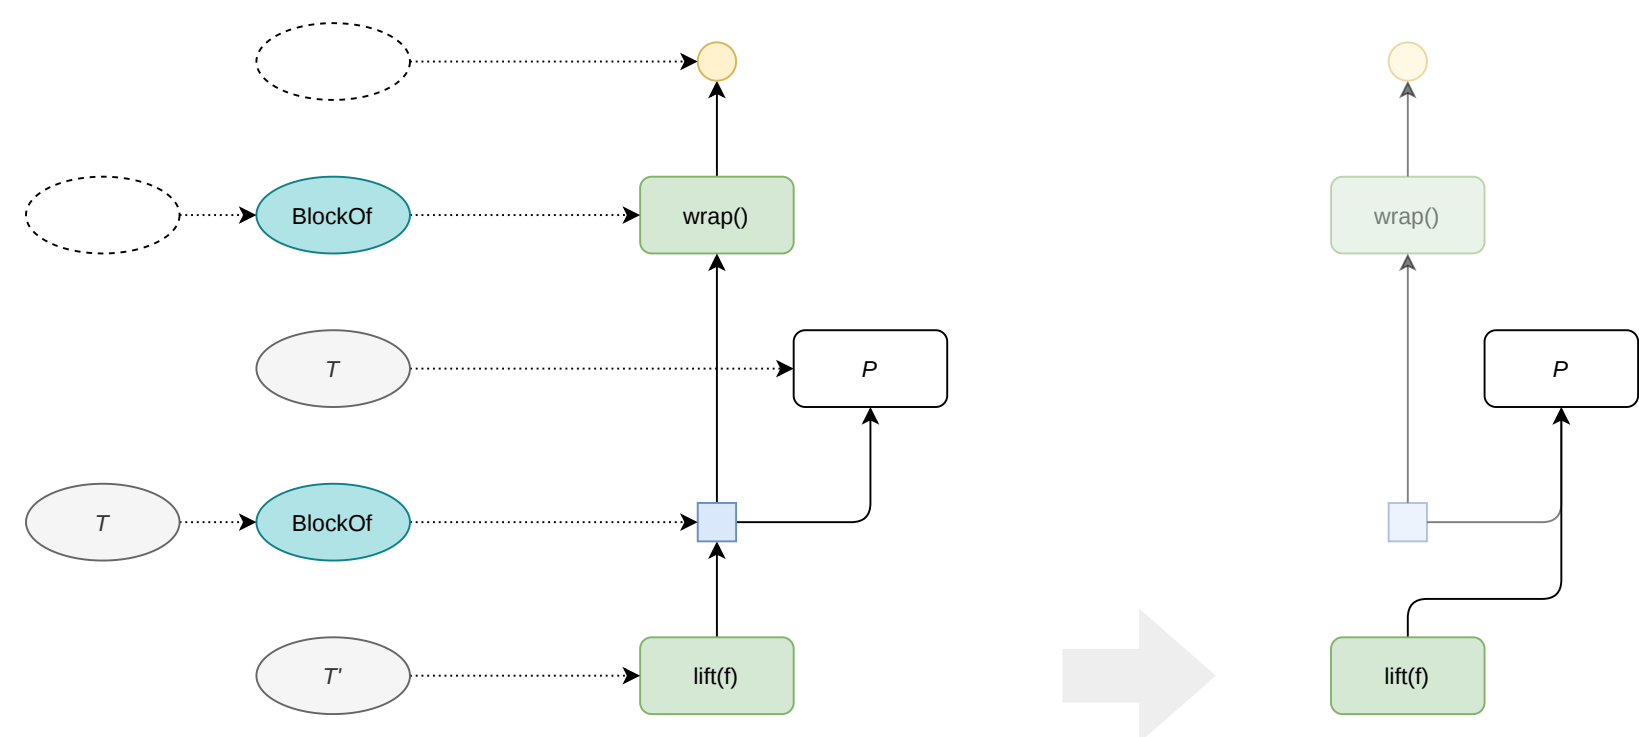 BlockOf
wrap()
wrap()
T
P
P
T
BlockOf
T'
lift(f)
lift(f)